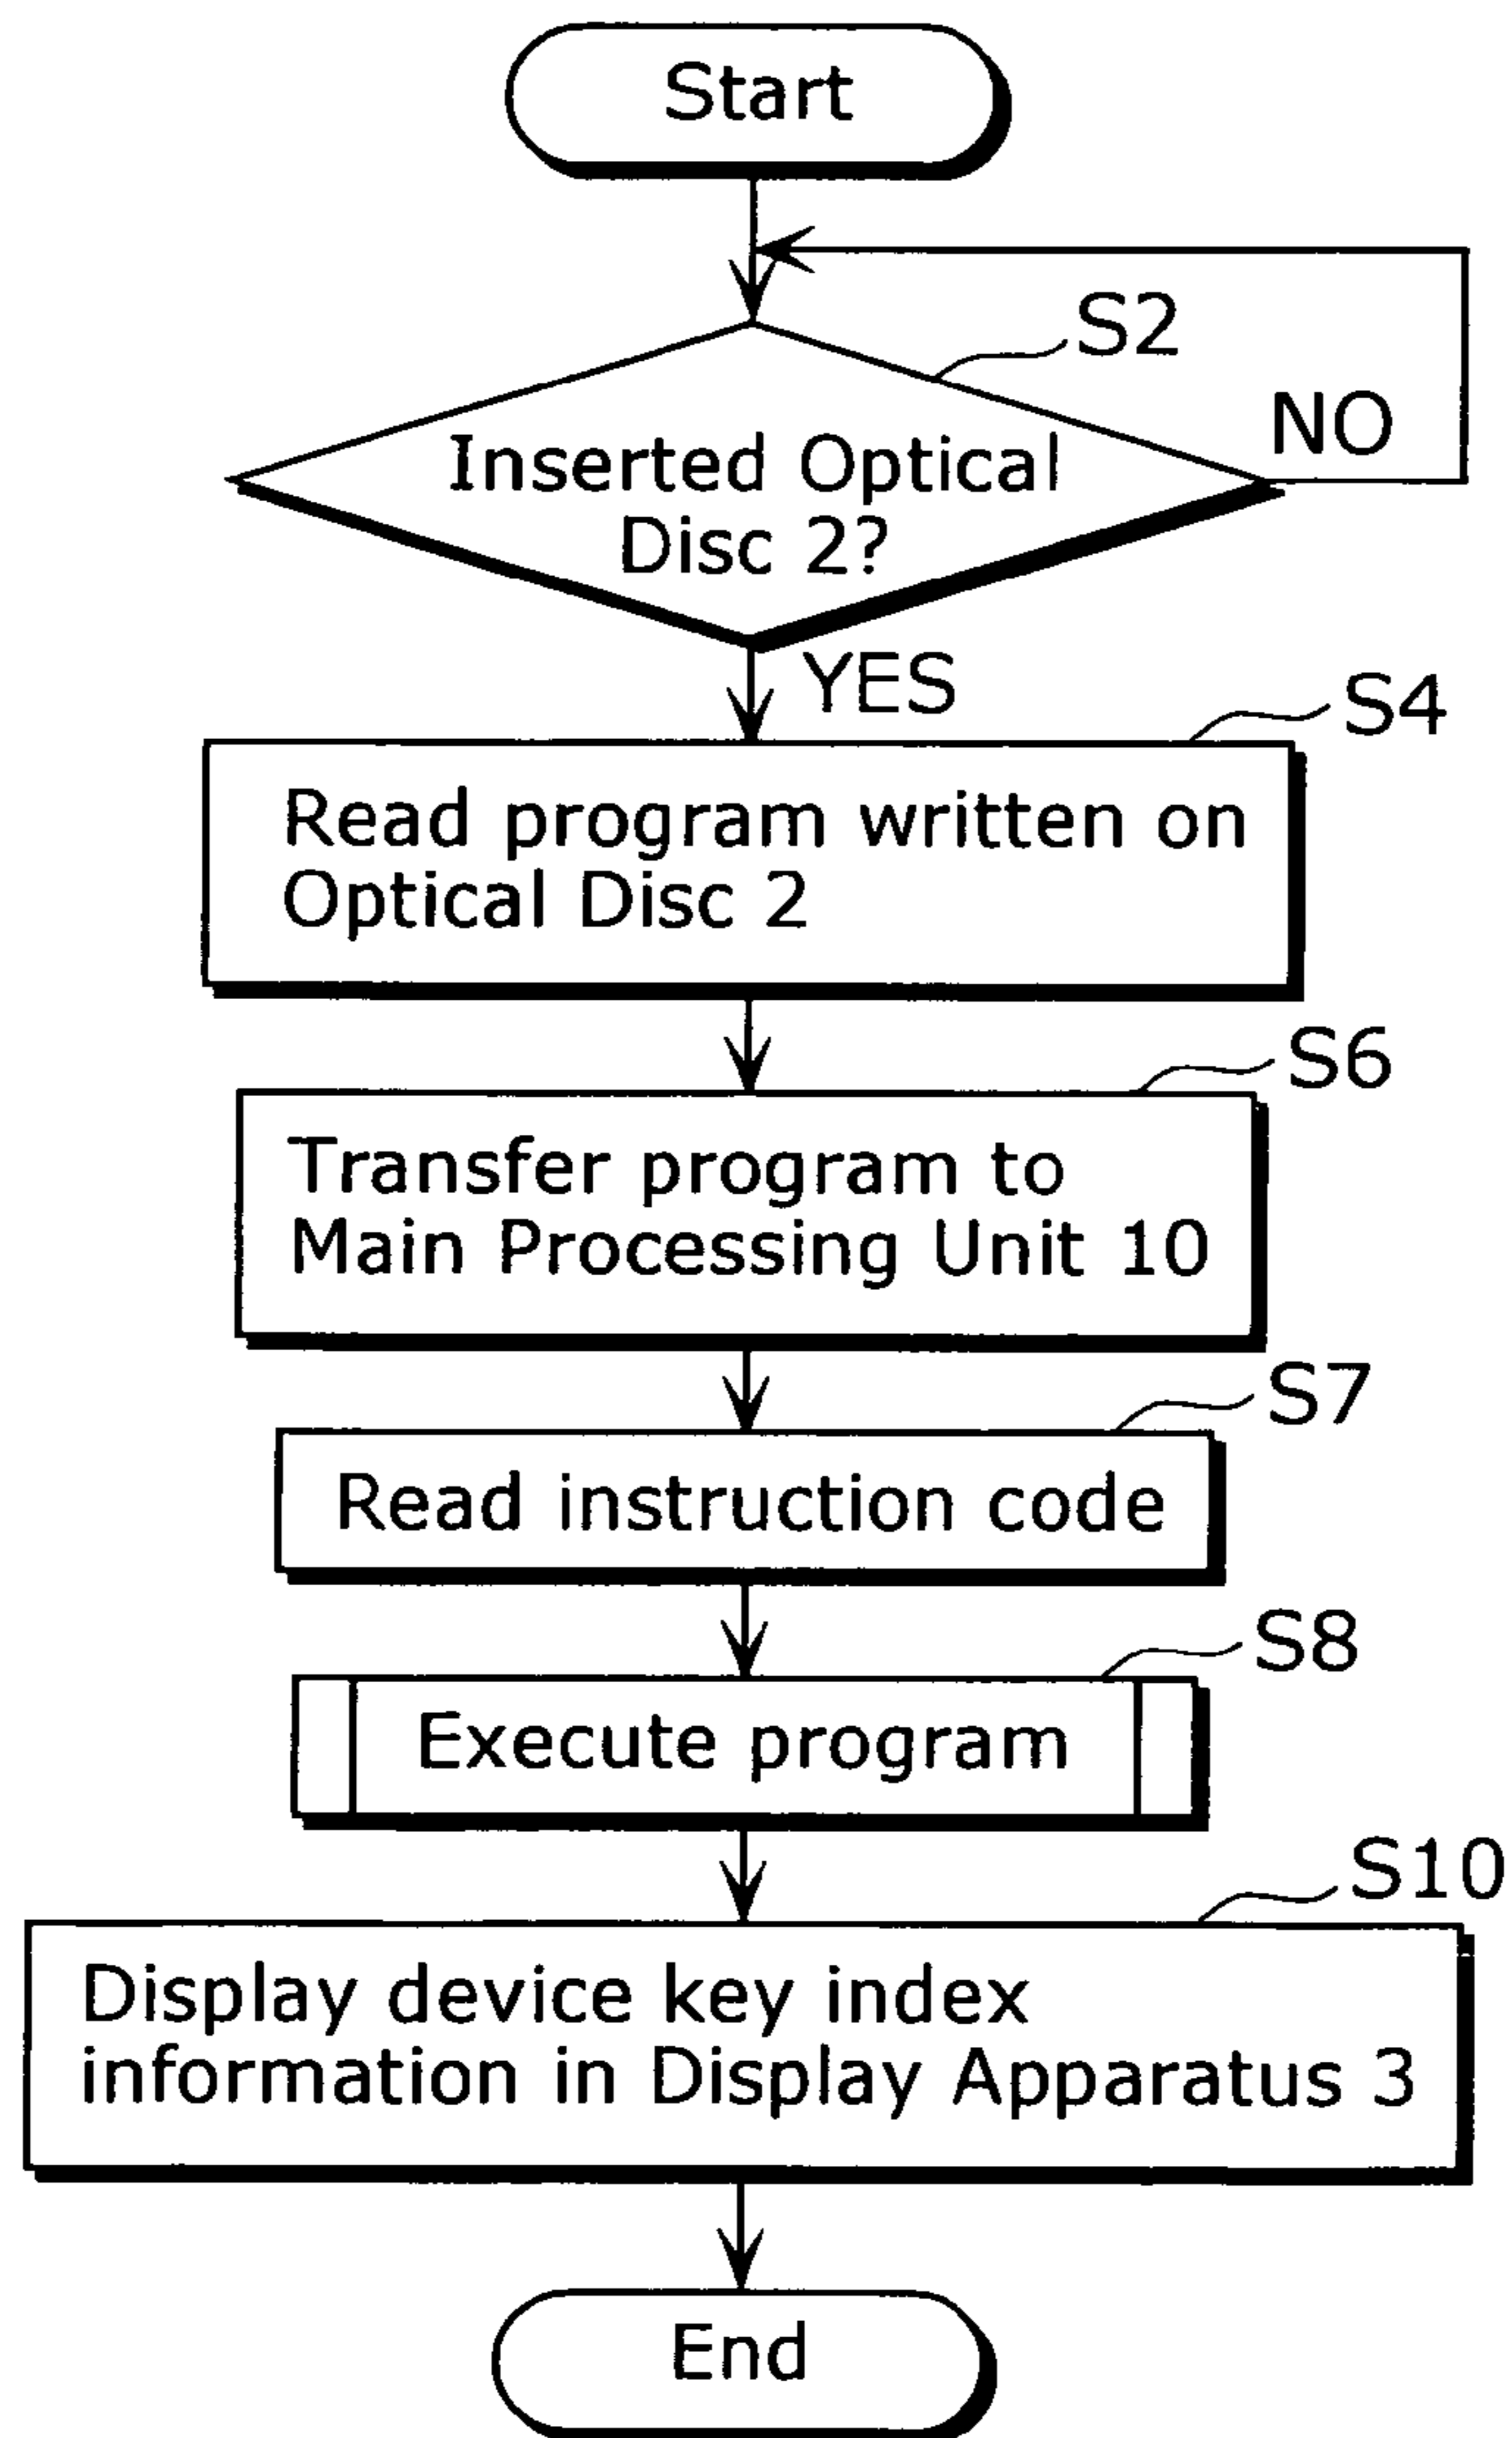 Start
S2
NO
Inserted Optical
Disc 2?
YES
S4
Read program written on
Optical Disc 2
S6
Transfer program to
Main Processing Unit 10
S7
Read instruction code
S8
Execute program
S10
Display device key index
information in Display Apparatus 3
End